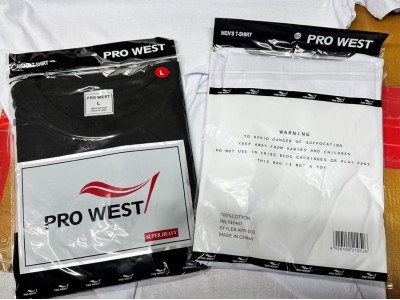 PRO WEST
L
PRO WEST
L
PRO WEST
SUPER HEAVY
MEN'S T-SHIRT
PRO WEST
WARNING
TO AVOID DANGER OF SUFFOCATION
KEEP AWAY FROM BABIES AND CHILDREN
DO NOT USE IN CRIBS, BEDS, CARRIAGES OR PLAY PENS
THIS BAG IS NOT A TOY
100% COTTON
MADE IN CHINA